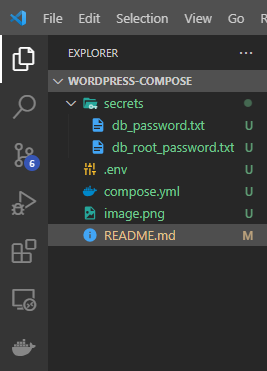 File Edit Selection View Go
EXPLORER
WORDPRESS-COMPOSE
secrets
db_password.txt U
db_root_password.txt U
.env U
compose.yml U
image.png U
README.md M
6